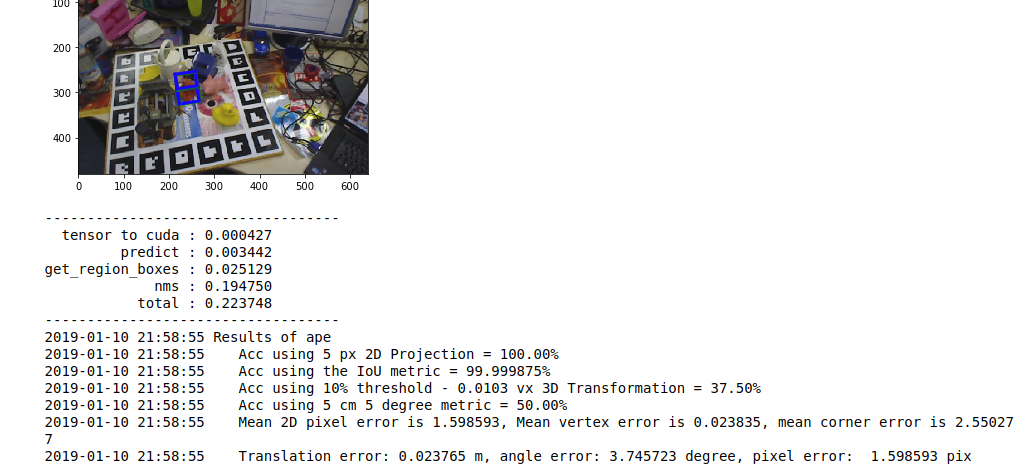 100
200
300
400
0 100 200 300 400 500 600
-----------------------------------
tensor to cuda : 0.000427
predict : 0.003442
get_region_boxes : 0.025129
nms : 0.194750
total : 0.223748
-----------------------------------
2019-01-10 21:58:55 Results of ape
2019-01-10 21:58:55    Acc using 5 px 2D Projection = 100.00%
2019-01-10 21:58:55    Acc using the IoU metric = 99.999875%
2019-01-10 21:58:55    Acc using 10% threshold - 0.0103 vx 3D Transformation = 37.50%
2019-01-10 21:58:55    Acc using 5 cm 5 degree metric = 50.00%
2019-01-10 21:58:55    Mean 2D pixel error is 1.598593, Mean vertex error is 0.023835, mean corner error is 2.55027
7
2019-01-10 21:58:55    Translation error: 0.023765 m, angle error: 3.745723 degree, pixel error:  1.598593 pix